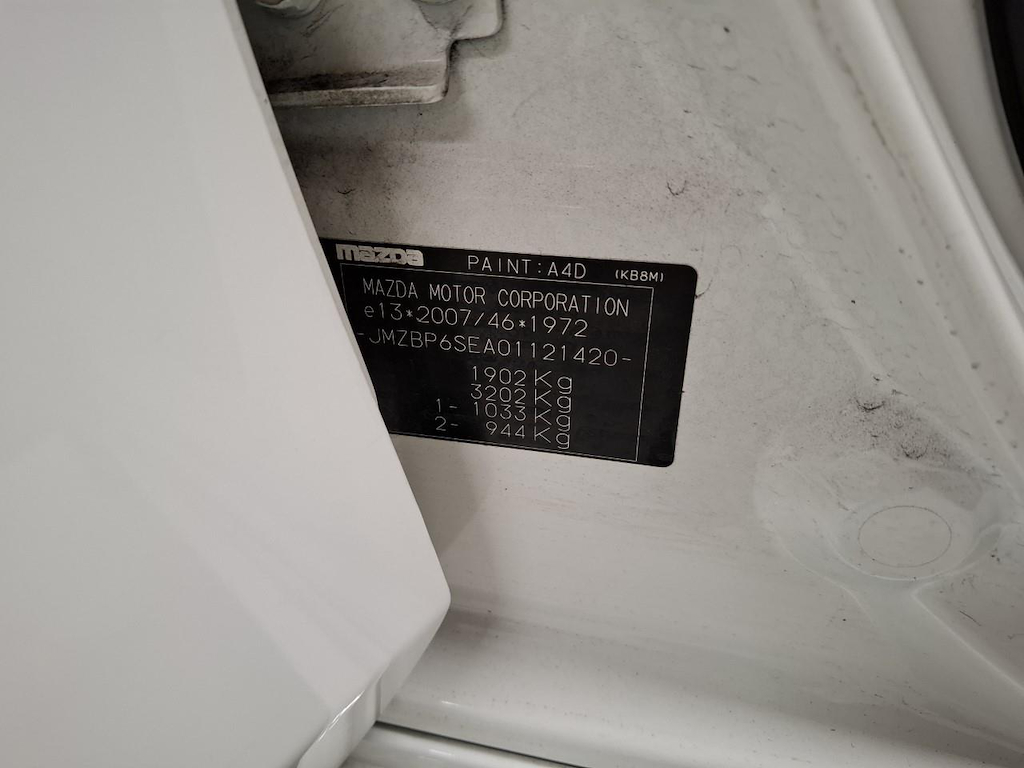 mazda PAINT:A4D (KB8M)
MAZDA MOTOR CORPORATION
e13*2007/46*1972
-JMZBP6SEA01121420-
1902Kg
3202Kg
1- 1033Kg
2- 944Kg